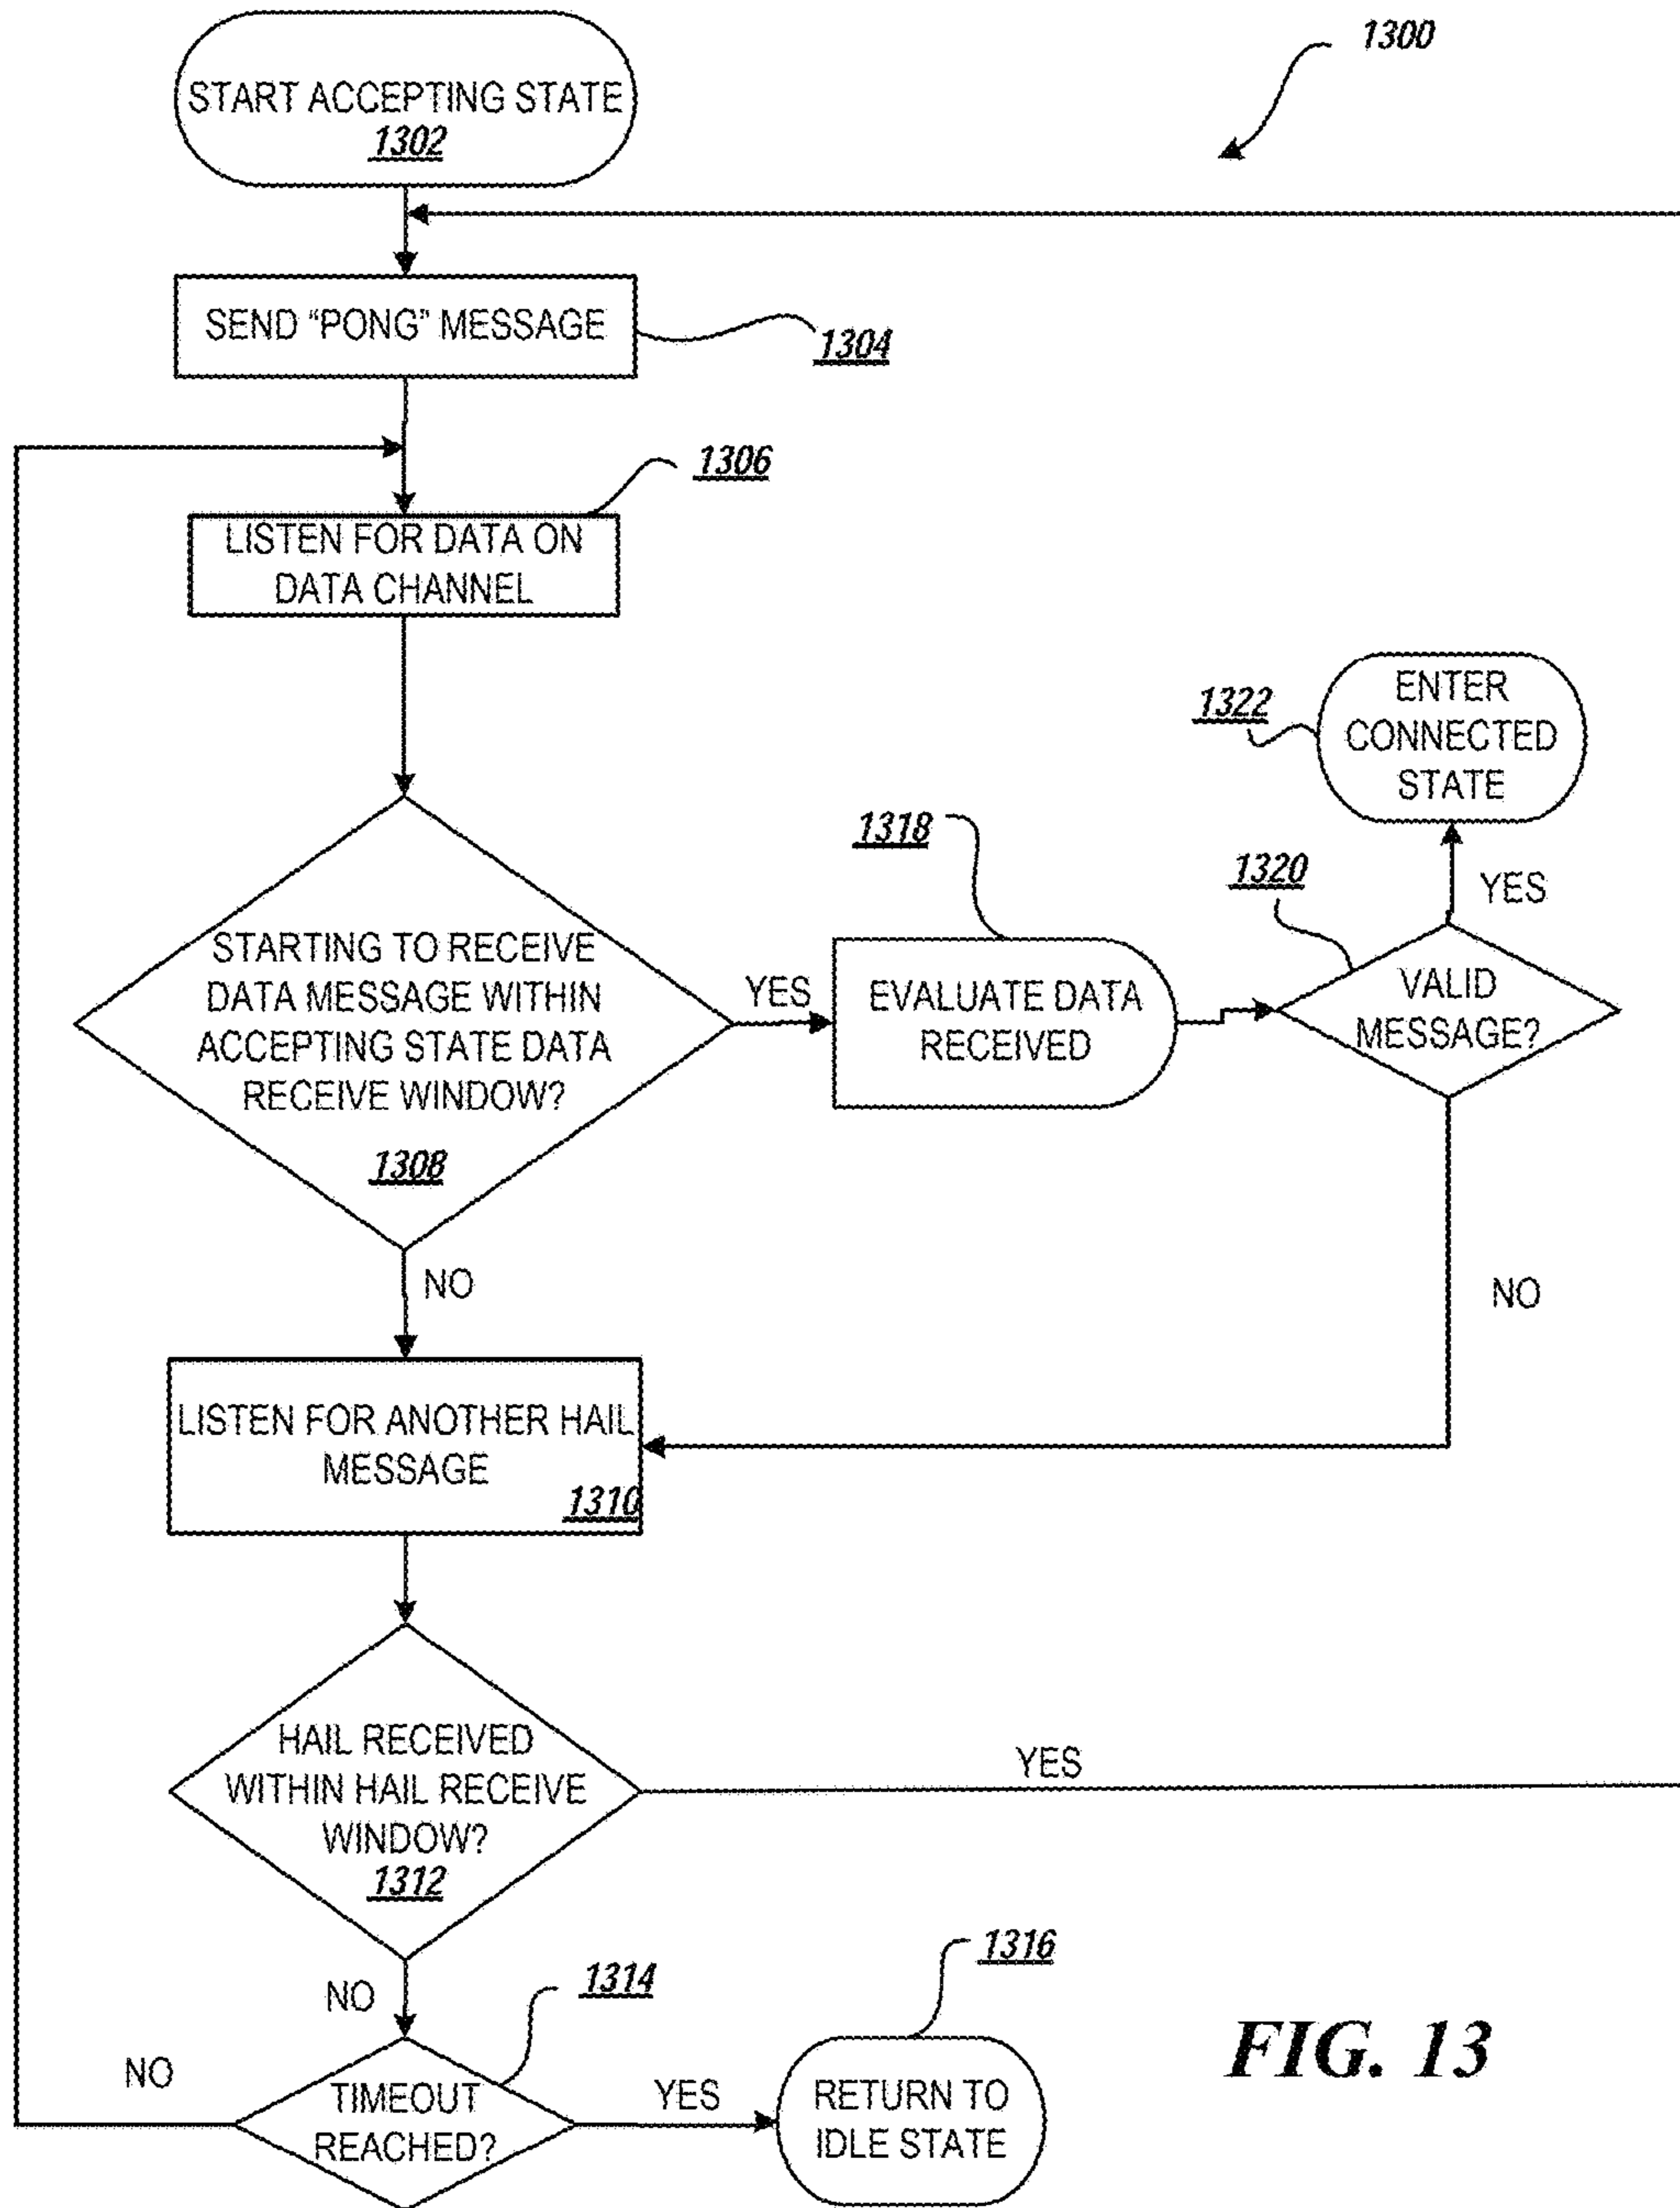 1300
START ACCEPTING STATE
1302
SEND “PONG” MESSAGE
1304
1306
LISTEN FOR DATA ON
DATA CHANNEL
1322
ENTER
CONNECTED
STATE
1318
1320
YES
STARTING TO RECEIVE
DATA MESSAGE WITHIN
ACCEPTING STATE DATA
RECEIVE WINDOW?
1308
YES
EVALUATE DATA
RECEIVED
VALID
MESSAGE?
NO
NO
LISTEN FOR ANOTHER HAIL
MESSAGE
1310
HAIL RECEIVED
WITHIN HAIL RECEIVE
WINDOW?
1312
YES
NO
1314
1316
NO
TIMEOUT
REACHED?
YES
RETURN TO
IDLE STATE
FIG. 13